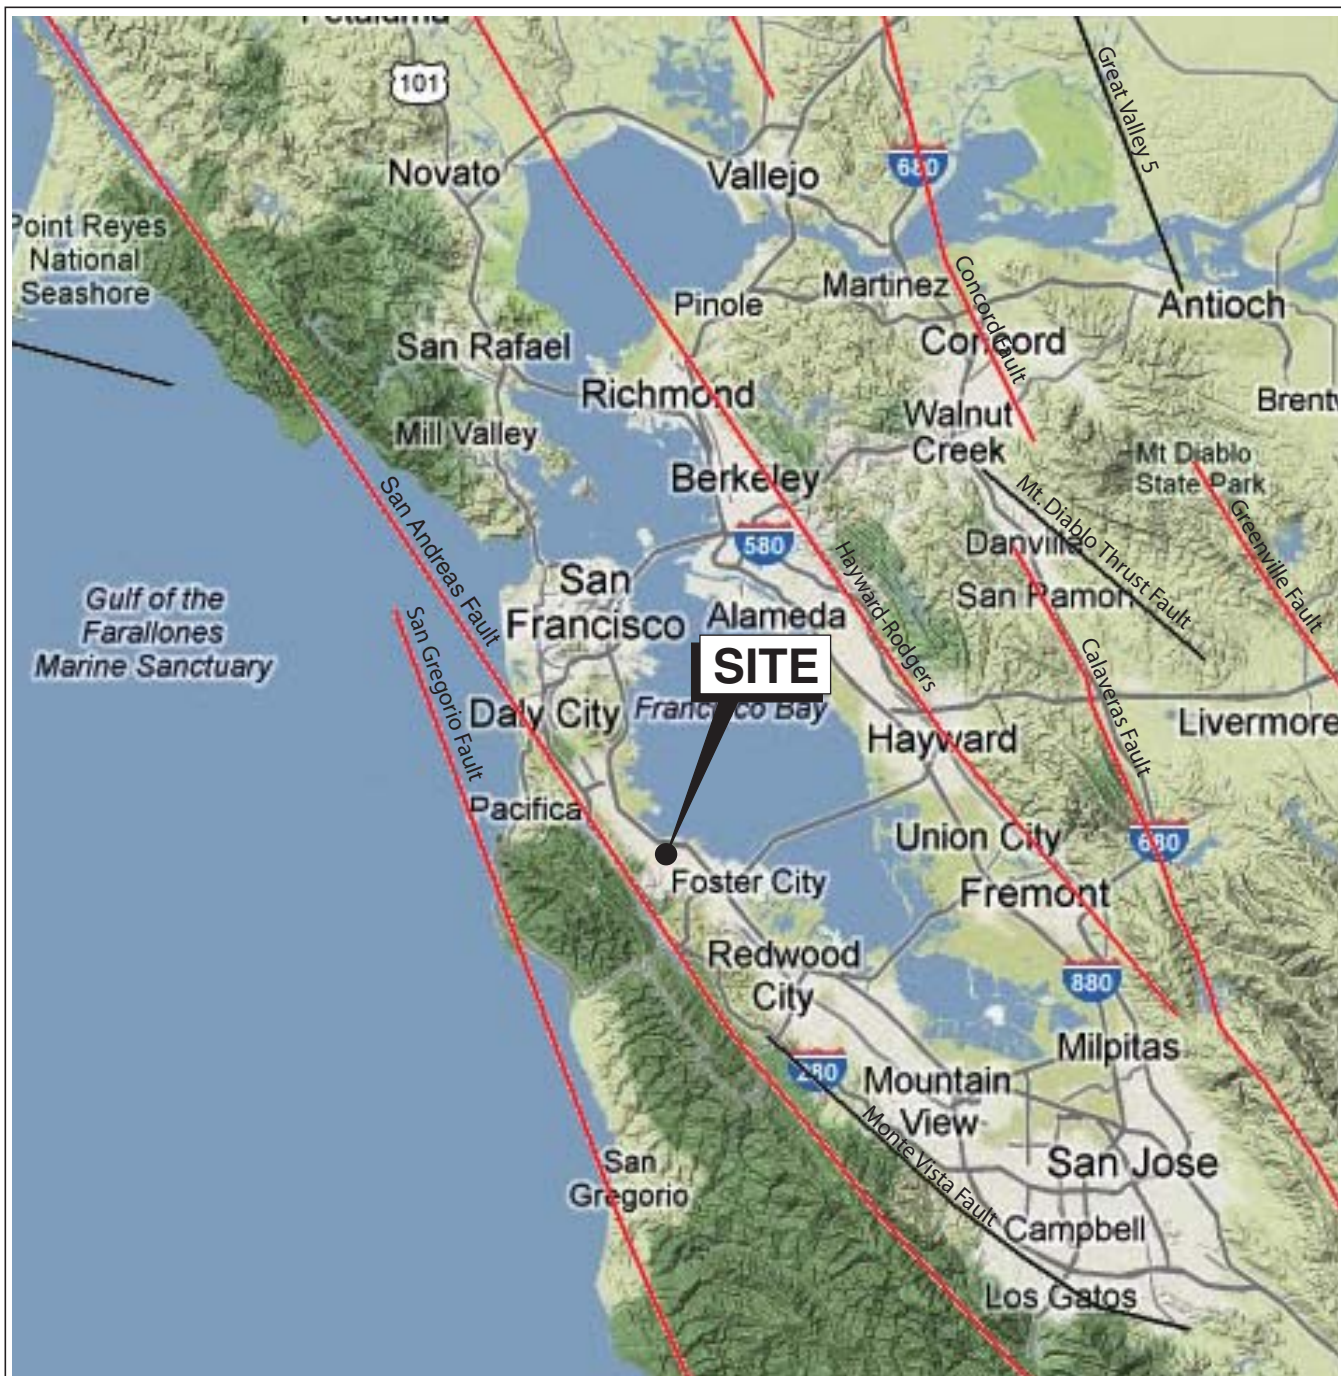 Petaluma
101
Great Valley 5
Novato
Vallejo
680
Point Reyes
National
Seashore
Concord Fault
Martinez
Pinole
Antioch
San Rafael
Concord
Richmond
Brentw
Mill Valley
Walnut
Creek
Mt Diablo
State Park
Berkeley
San Andreas Fault
Mt. Diablo Thrust Fault
Greenville Fault
580
Hayward-Rodgers
Danville
San Ramon
San
Francisco
Alameda
Gulf of the
Farallones
Marine Sanctuary
San Gregorio Fault
SITE
Calaveras Fault
Daly City
Francisco Bay
Livermore
Hayward
Pacifica
Union City
680
Foster City
Fremont
Redwood
City
880
Milpitas
280
Mountain
View
Monte Vista Fault
San
Gregorio
San Jose
Campbell
Los Gatos